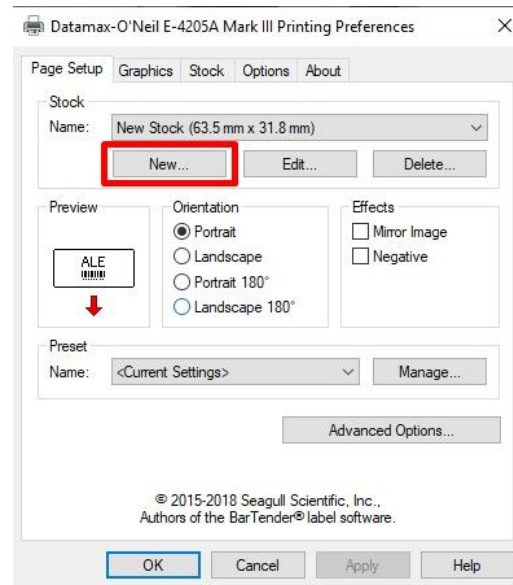 Datamax-O'Neil E-4205A Mark III Printing Preferences
Page Setup Graphics Stock Options About
Stock
Name: New Stock (63.5 mm x 31.8 mm)
New... Edit... Delete...
Preview Orientation Effects
Portrait Mirror Image
Landscape Negative
ALE
Portrait 180°
Landscape 180°
Preset
Name: <Current Settings> Manage...
Advanced Options...
© 2015-2018 Seagull Scientific, Inc.,
Authors of the BarTender® label software.
OK Cancel Apply Help